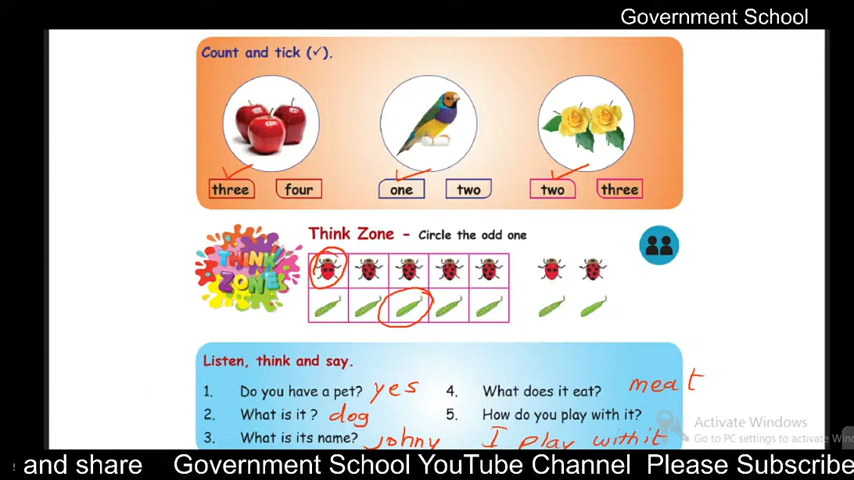 Government School
Count and tick (✓).
three four one two two three
THINK ZONE
Think Zone - Circle the odd one
Listen, think and say.
1. Do you have a pet? yes
2. What is it ? dog
3. What is its name? Johny
4. What does it eat? meat
5. How do you play with it?
I play with it
Activate Windows
Go to PC settings to activate Win
and share Government School YouTube Channel Please Subscribe